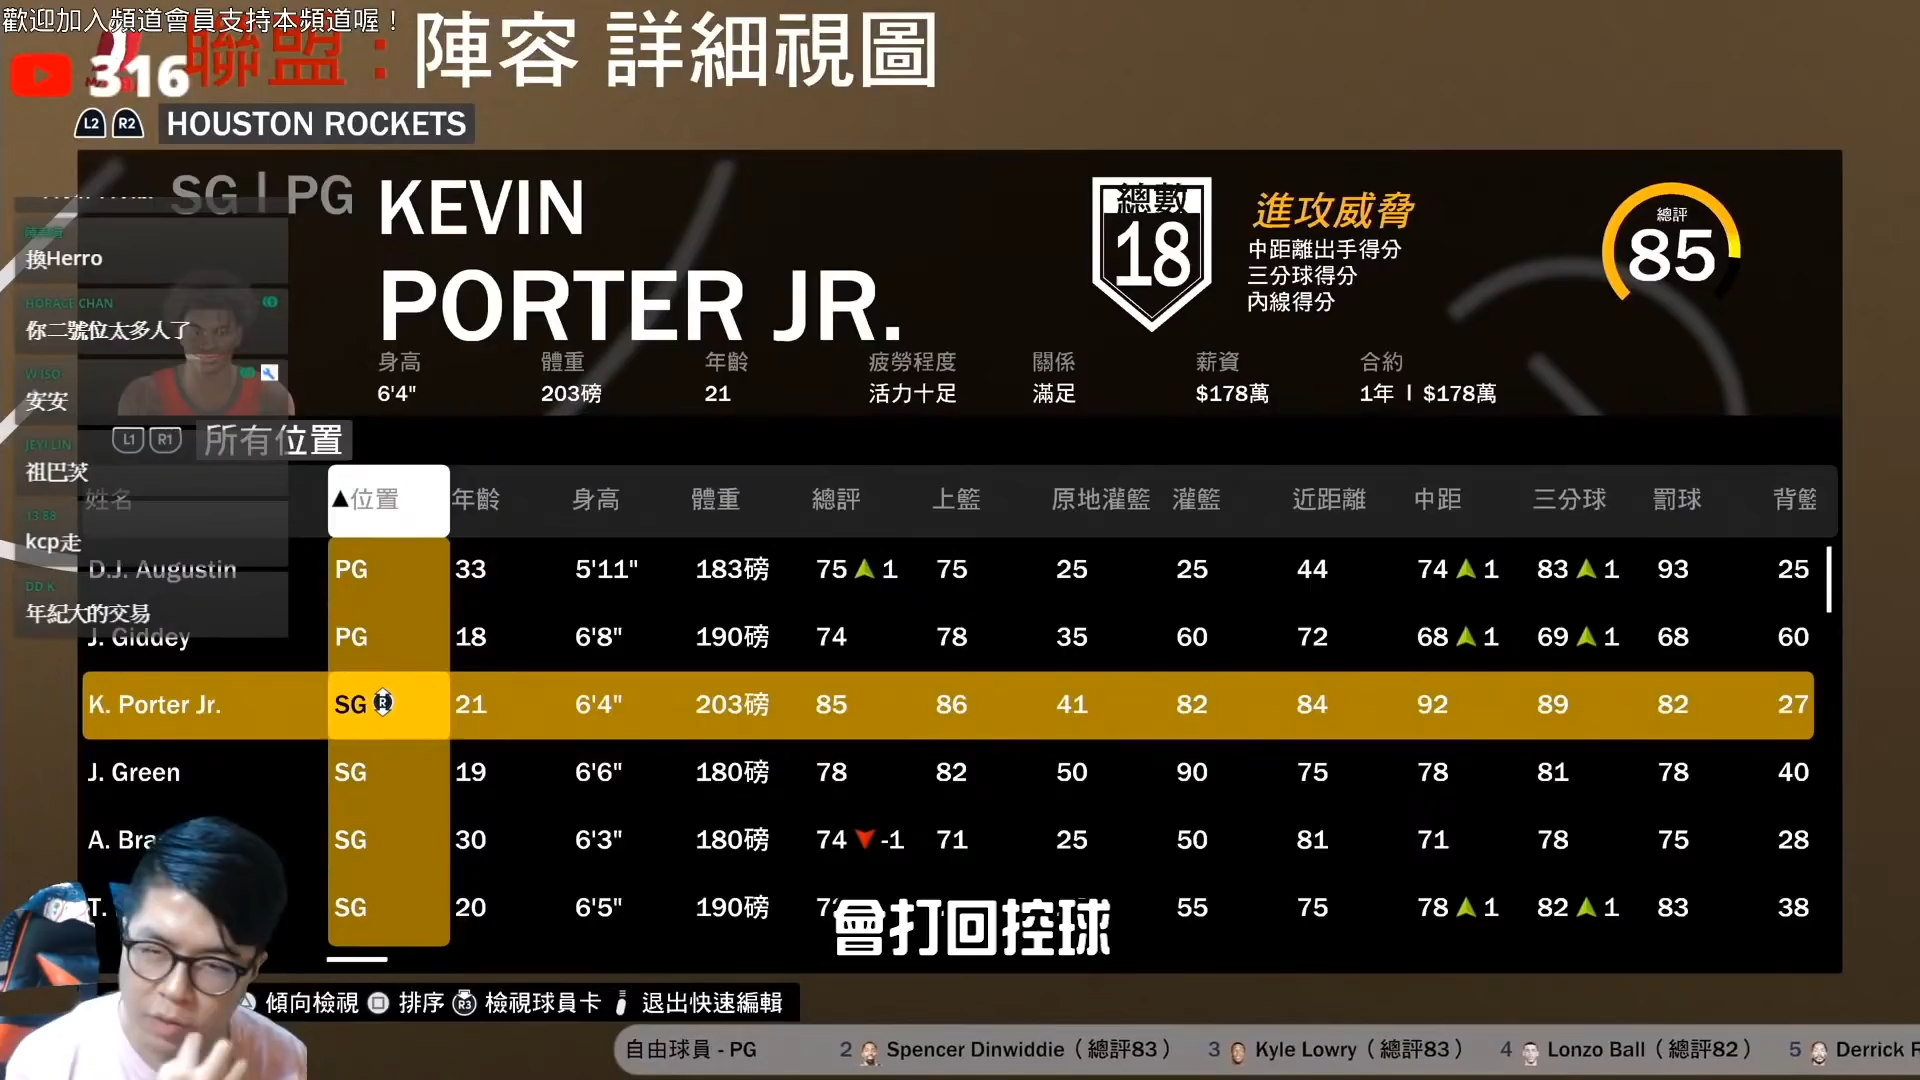 歡迎加入頻道會員支持本頻道喔！
聯盟：陣容 詳細視圖
316
L2 R2 HOUSTON ROCKETS
SG | PG
KEVIN
PORTER JR.
總數
18
進攻威脅
中距離出手得分
三分球得分
內線得分
總評
85
身高 體重 年齡 疲勞程度 關係 薪資 合約
6'4" 203磅 21 活力十足 滿足 $178萬 1年 | $178萬
換Herro
HORACE CHAN
你二號位太多人了
W ISO
安安
JEYI LIN
祖巴茨
13 88
kcp走
DD K
年紀大的交易
L1 R1 所有位置
姓名 ▲位置 年齡 身高 體重 總評 上籃 原地灌籃 灌籃 近距離 中距 三分球 罰球 背籃
D.J. Augustin PG 33 5'11" 183磅 75 ▲ 1 75 25 25 44 74 ▲ 1 83 ▲ 1 93 25
J. Giddey PG 18 6'8" 190磅 74 78 35 60 72 68 ▲ 1 69 ▲ 1 68 60
K. Porter Jr. SG R 21 6'4" 203磅 85 86 41 82 84 92 89 82 27
J. Green SG 19 6'6" 180磅 78 82 50 90 75 78 81 78 40
A. Bra SG 30 6'3" 180磅 74 ▼ -1 71 25 50 81 71 78 75 28
T. SG 20 6'5" 190磅 55 75 78 ▲ 1 82 ▲ 1 83 38
會打回控球
傾向檢視 排序 R3 檢視球員卡 退出快速編輯
自由球員 - PG 2 Spencer Dinwiddie（總評83） 3 Kyle Lowry（總評83） 4 Lonzo Ball（總評82） 5 Derrick R